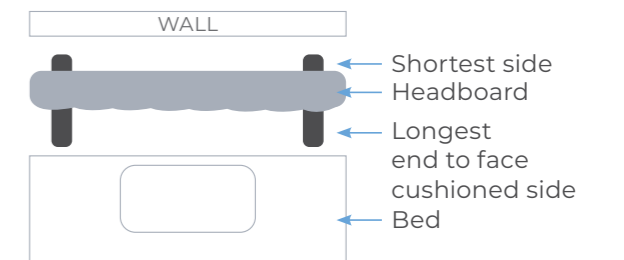 WALL
Shortest side
Headboard
Longest
end to face
cushioned side
Bed